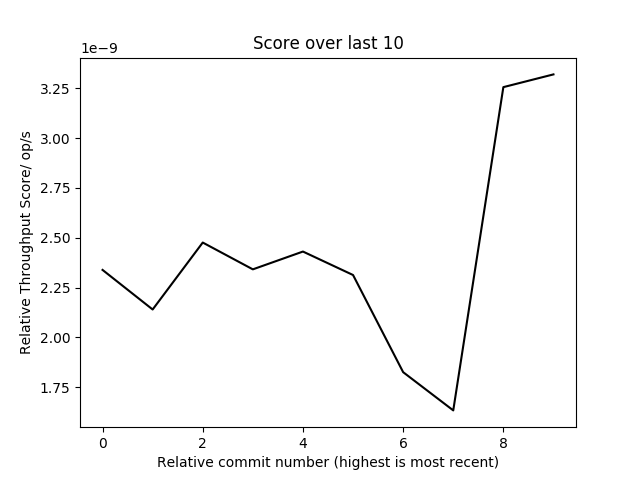 Score over last 10
1e−9
3.25
3.00
2.75
2.50
2.25
2.00
1.75
Relative Throughput Score/ op/s
0 2 4 6 8
Relative commit number (highest is most recent)